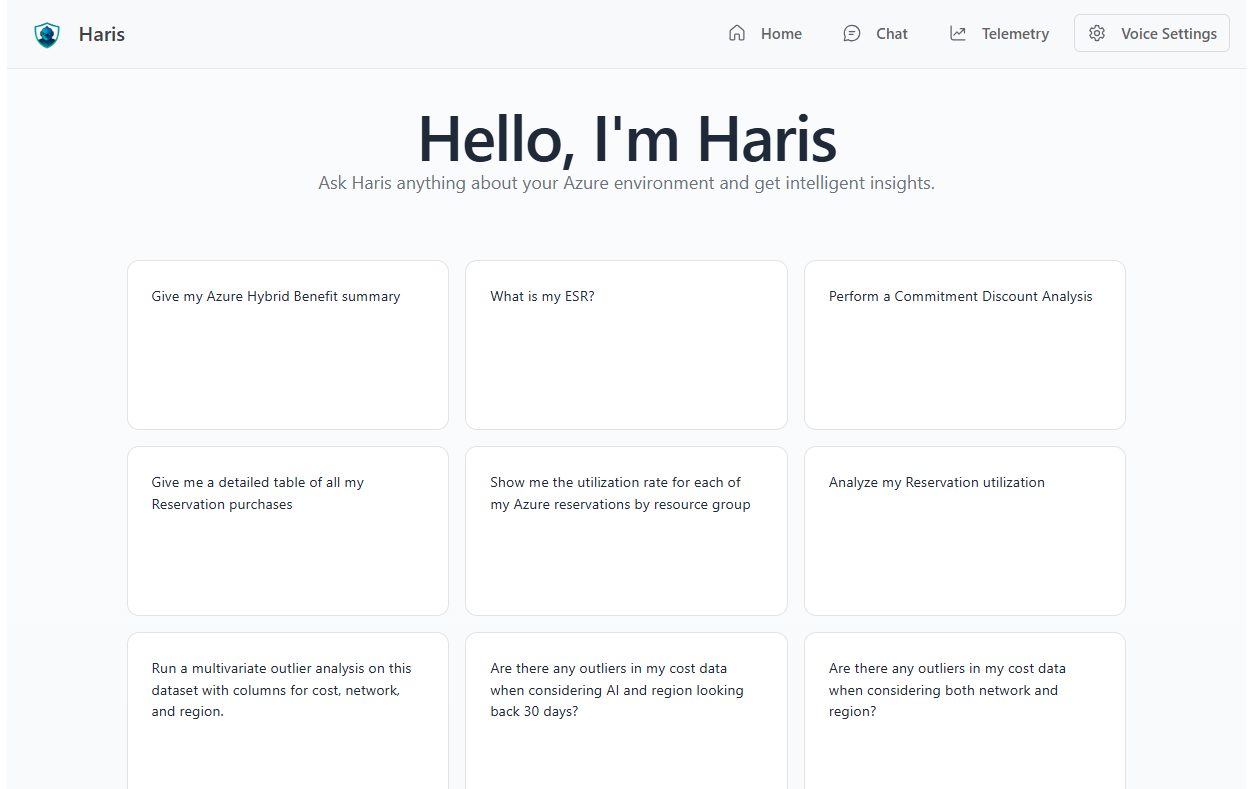 Haris
Home
Chat
Telemetry
Voice Settings
Hello, I'm Haris
Ask Haris anything about your Azure environment and get intelligent insights.
Give my Azure Hybrid Benefit summary
What is my ESR?
Perform a Commitment Discount Analysis
Give me a detailed table of all my
Reservation purchases
Show me the utilization rate for each of
my Azure reservations by resource group
Analyze my Reservation utilization
Run a multivariate outlier analysis on this
dataset with columns for cost, network,
and region.
Are there any outliers in my cost data
when considering AI and region looking
back 30 days?
Are there any outliers in my cost data
when considering both network and
region?